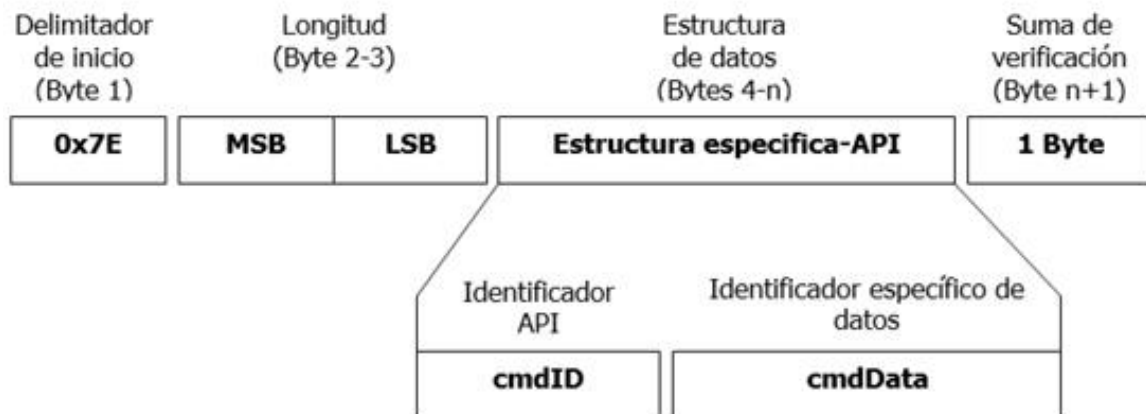 Delimitador
de inicio
(Byte 1)
Longitud
(Byte 2-3)
Estructura
de datos
(Bytes 4-n)
Suma de
verificación
(Byte n+1)
0x7E
MSB
LSB
Estructura especifica-API
1 Byte
Identificador
API
Identificador específico de
datos
cmdID
cmdData